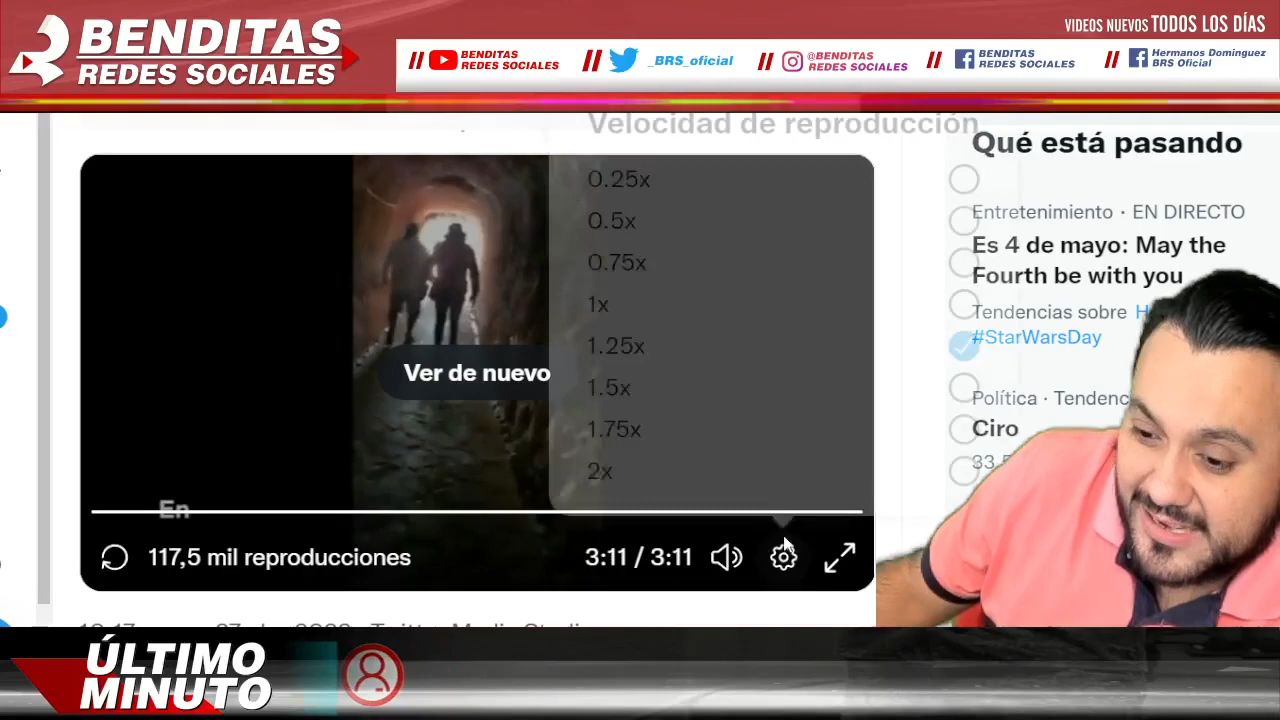 BENDITAS
REDES SOCIALES
VIDEOS NUEVOS TODOS LOS DÍAS
BENDITAS
REDES SOCIALES
_BRS_oficial
@BENDITAS
REDES SOCIALES
BENDITAS
REDES SOCIALES
Hermanos Dominguez
BRS Oficial
Velocidad de reproducción
0.25x
0.5x
0.75x
1x
1.25x
1.5x
1.75x
2x
Ver de nuevo
En
117,5 mil reproducciones
3:11 / 3:11
Qué está pasando
Entretenimiento · EN DIRECTO
Es 4 de mayo: May the
Fourth be with you
Tendencias sobre
#StarWarsDay
Política ·
Ciro
ÚLTIMO
MINUTO